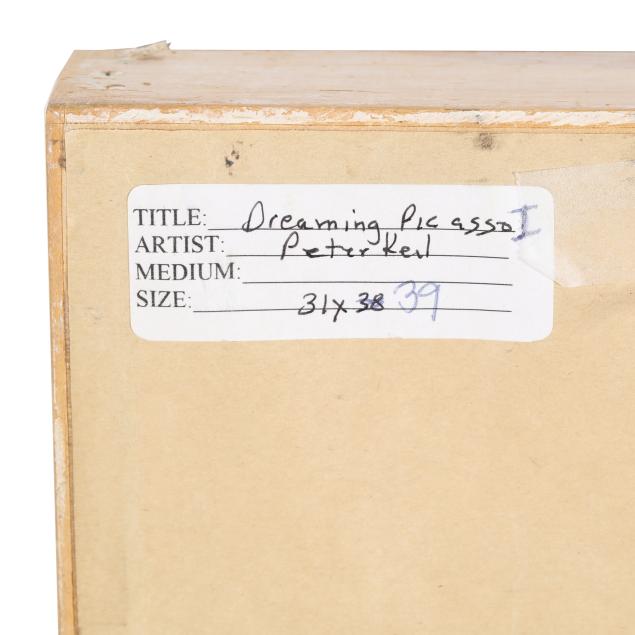 TITLE: Dreaming Picasso I
ARTIST: Peter Keil
MEDIUM:
SIZE: 31x38 39